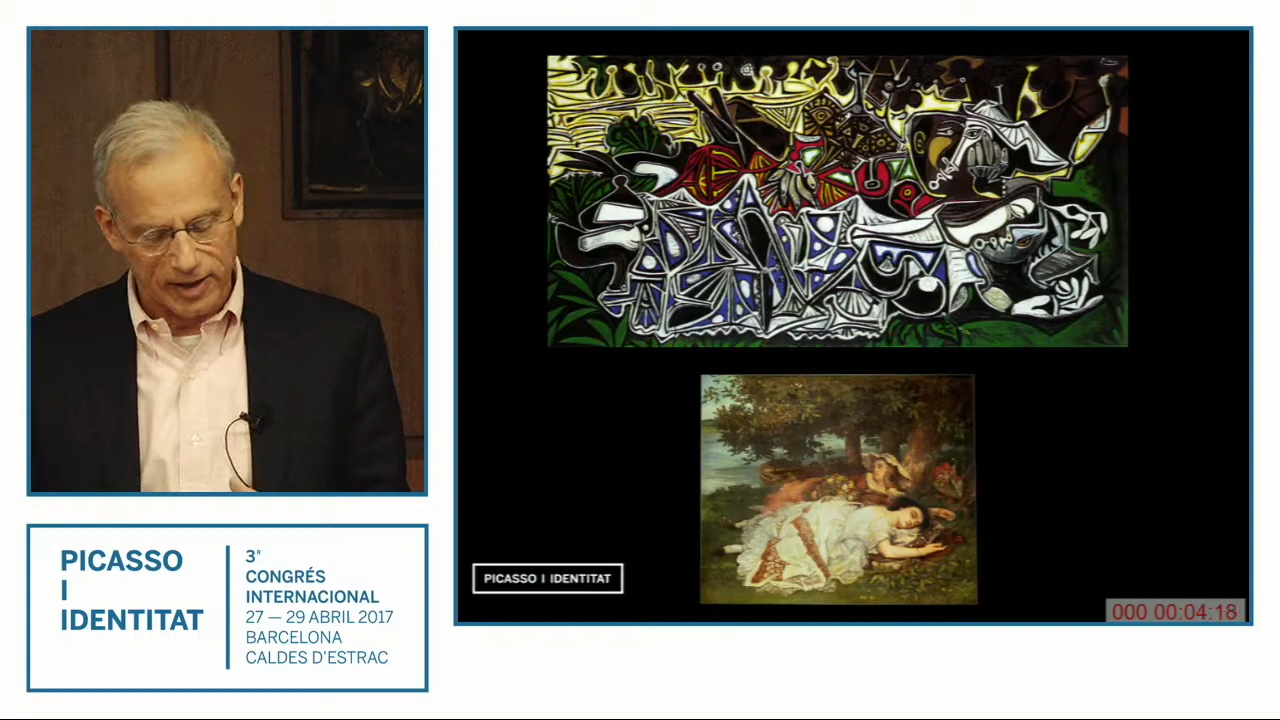 PICASSO
I
IDENTITAT
3ʳ
CONGRÉS
INTERNACIONAL
27 — 29 ABRIL 2017
BARCELONA
CALDES D'ESTRAC
PICASSO I IDENTITAT
000 00:04:18